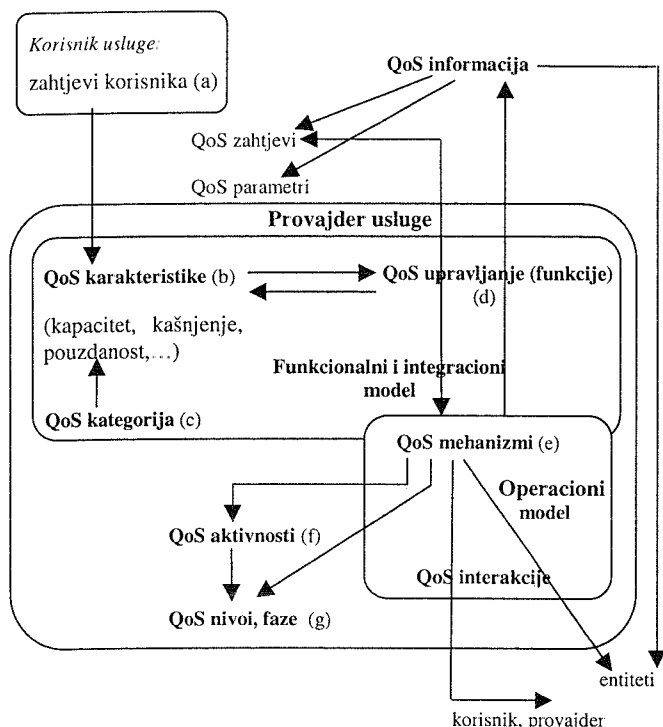 Korisnik usluge:
zahtjevi korisnika (a)
QoS informacija
QoS zahtjevi
QoS parametri
Provajder usluge
QoS karakteristike (b)
QoS upravljanje (funkcije)
(d)
(kapacitet, kašnjenje,
pouzdanost,...)
Funkcionalni i integracioni
model
QoS kategorija (c)
QoS mehanizmi (e)
Operacioni
model
QoS aktivnosti (f)
QoS interakcije
QoS nivoi, faze (g)
entiteti
korisnik, provajder